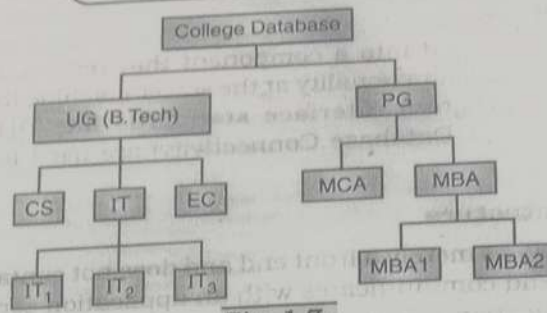 College Database
UG (B.Tech)
PG
CS
IT
EC
MCA
MBA
IT₁
IT₂
IT₃
MBA1
MBA2